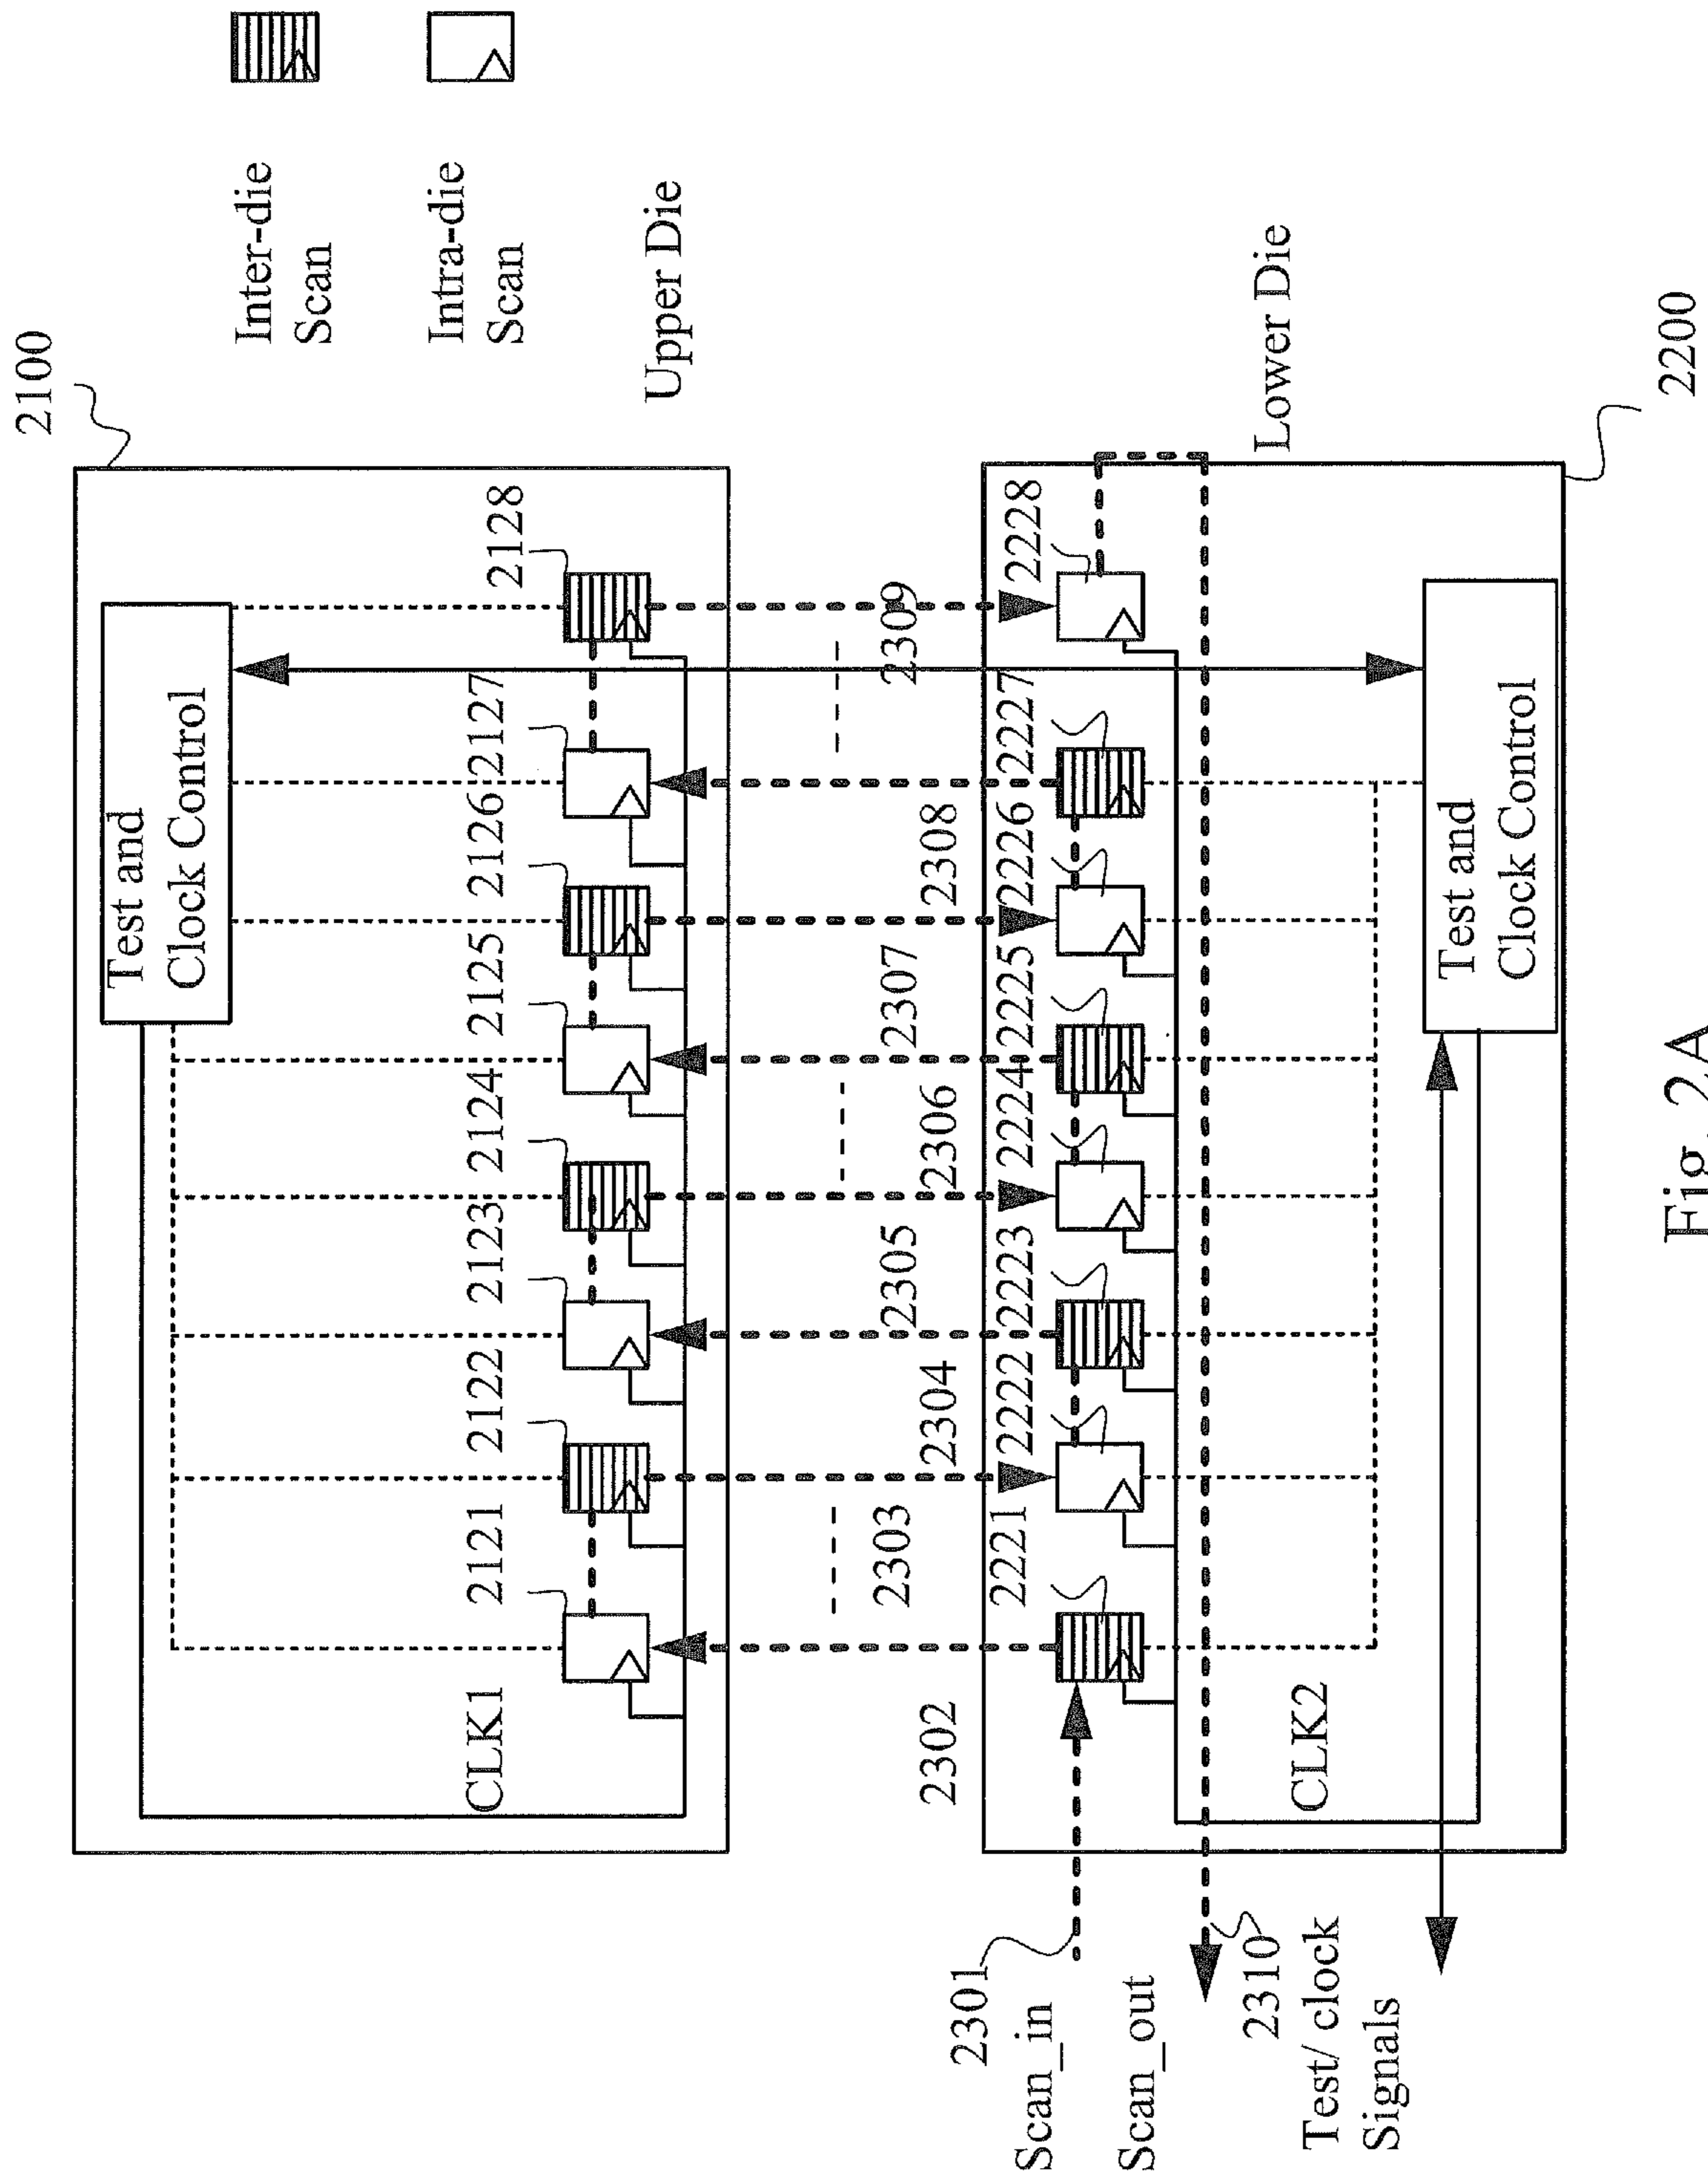 2100
Test and
Clock Control
Inter-die
Scan
Intra-die
Scan
Upper Die
CLK1
2121
2122
2123
2124
2125
2126
2127
2128
2302
2303
2304
2305
2306
2307
2308
2309
2301
Scan_in
2221
2222
2223
2224
2225
2226
2227
2228
Lower Die
Scan_out
2310
Test/ clock
Signals
CLK2
Test and
Clock Control
2200
Fig. 2A